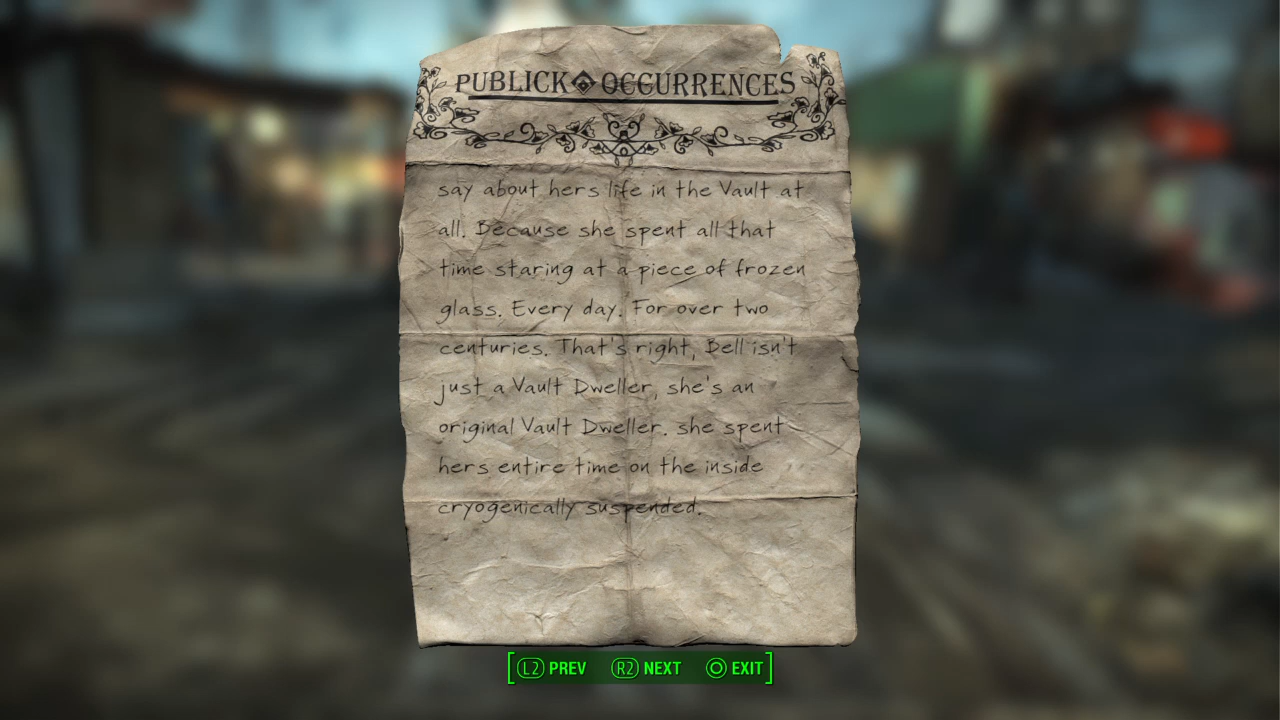 PUBLICK OCCURRENCES
say about hers life in the Vault at
all. Because she spent all that
time staring at a piece of frozen
glass. Every day. For over two
centuries. That's right, Bell isn't
just a Vault Dweller, she's an
original Vault Dweller. she spent
hers entire time on the inside
cryogenically suspended.
L2 PREV R2 NEXT EXIT